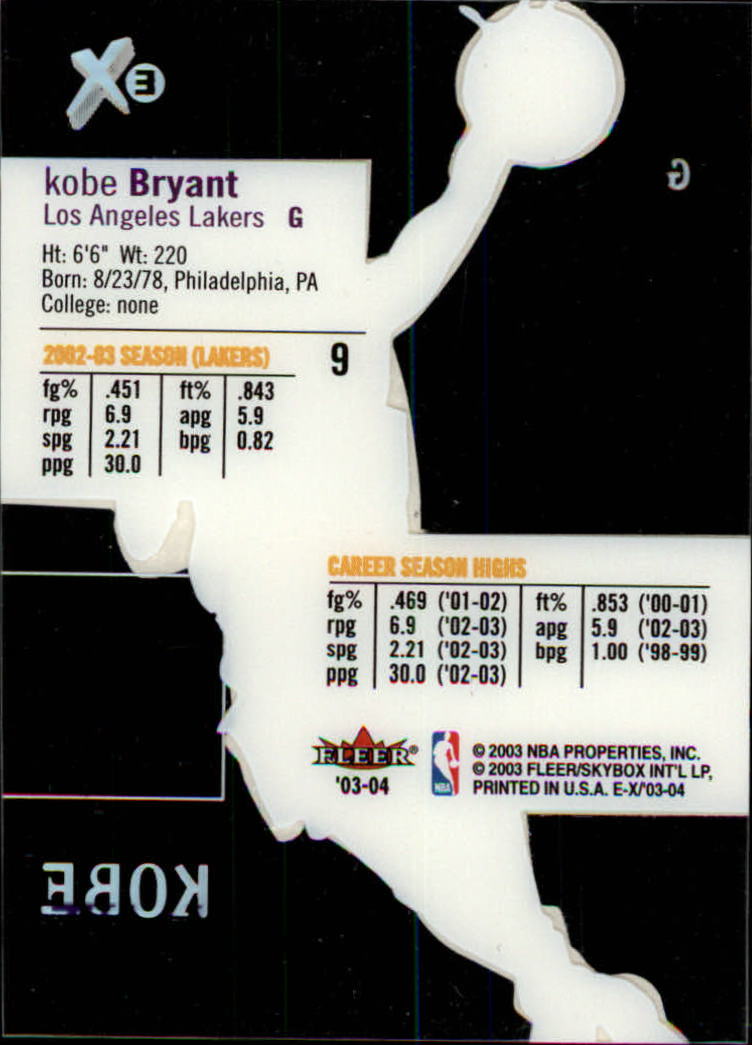 XE
G
kobe Bryant
Los Angeles Lakers G
Ht: 6'6" Wt: 220
Born: 8/23/78, Philadelphia, PA
College: none
2002-03 SEASON (LAKERS) 9
fg% .451 ft% .843
rpg 6.9 apg 5.9
spg 2.21 bpg 0.82
ppg 30.0
CAREER SEASON HIGHS
fg% .469 ('01-02) ft% .853 ('00-01)
rpg 6.9 ('02-03) apg 5.9 ('02-03)
spg 2.21 ('02-03) bpg 1.00 ('98-99)
ppg 30.0 ('02-03)
FLEER®
'03-04
NBA
© 2003 NBA PROPERTIES, INC.
© 2003 FLEER/SKYBOX INT'L LP,
PRINTED IN U.S.A. E-X/'03-04
KOBE